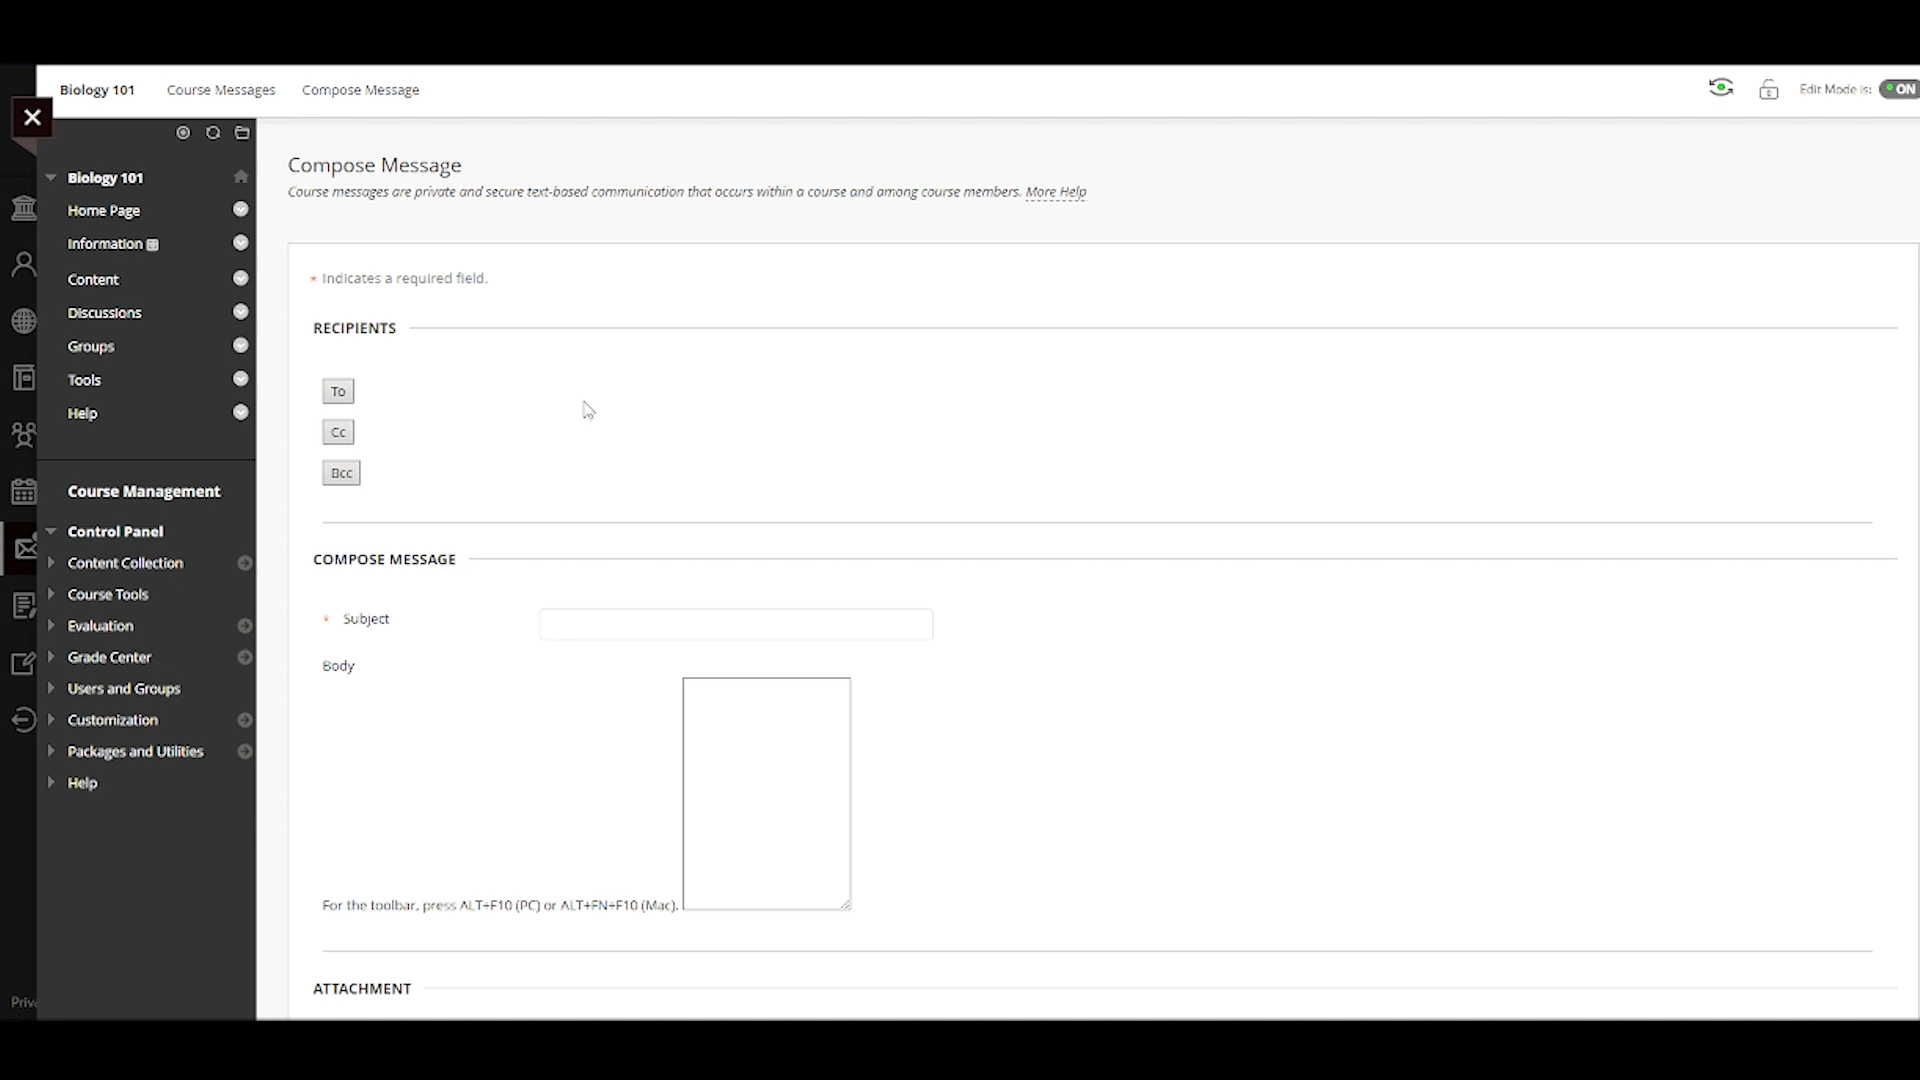 Biology 101 Course Messages Compose Message Edit Mode is: ON
Biology 101
Home Page
Information
Content
Discussions
Groups
Tools
Help
Course Management
Control Panel
Content Collection
Course Tools
Evaluation
Grade Center
Users and Groups
Customization
Packages and Utilities
Help
Compose Message
Course messages are private and secure text-based communication that occurs within a course and among course members. More Help
* Indicates a required field.
RECIPIENTS
To
Cc
Bcc
COMPOSE MESSAGE
* Subject
Body
For the toolbar, press ALT+F10 (PC) or ALT+FN+F10 (Mac).
ATTACHMENT